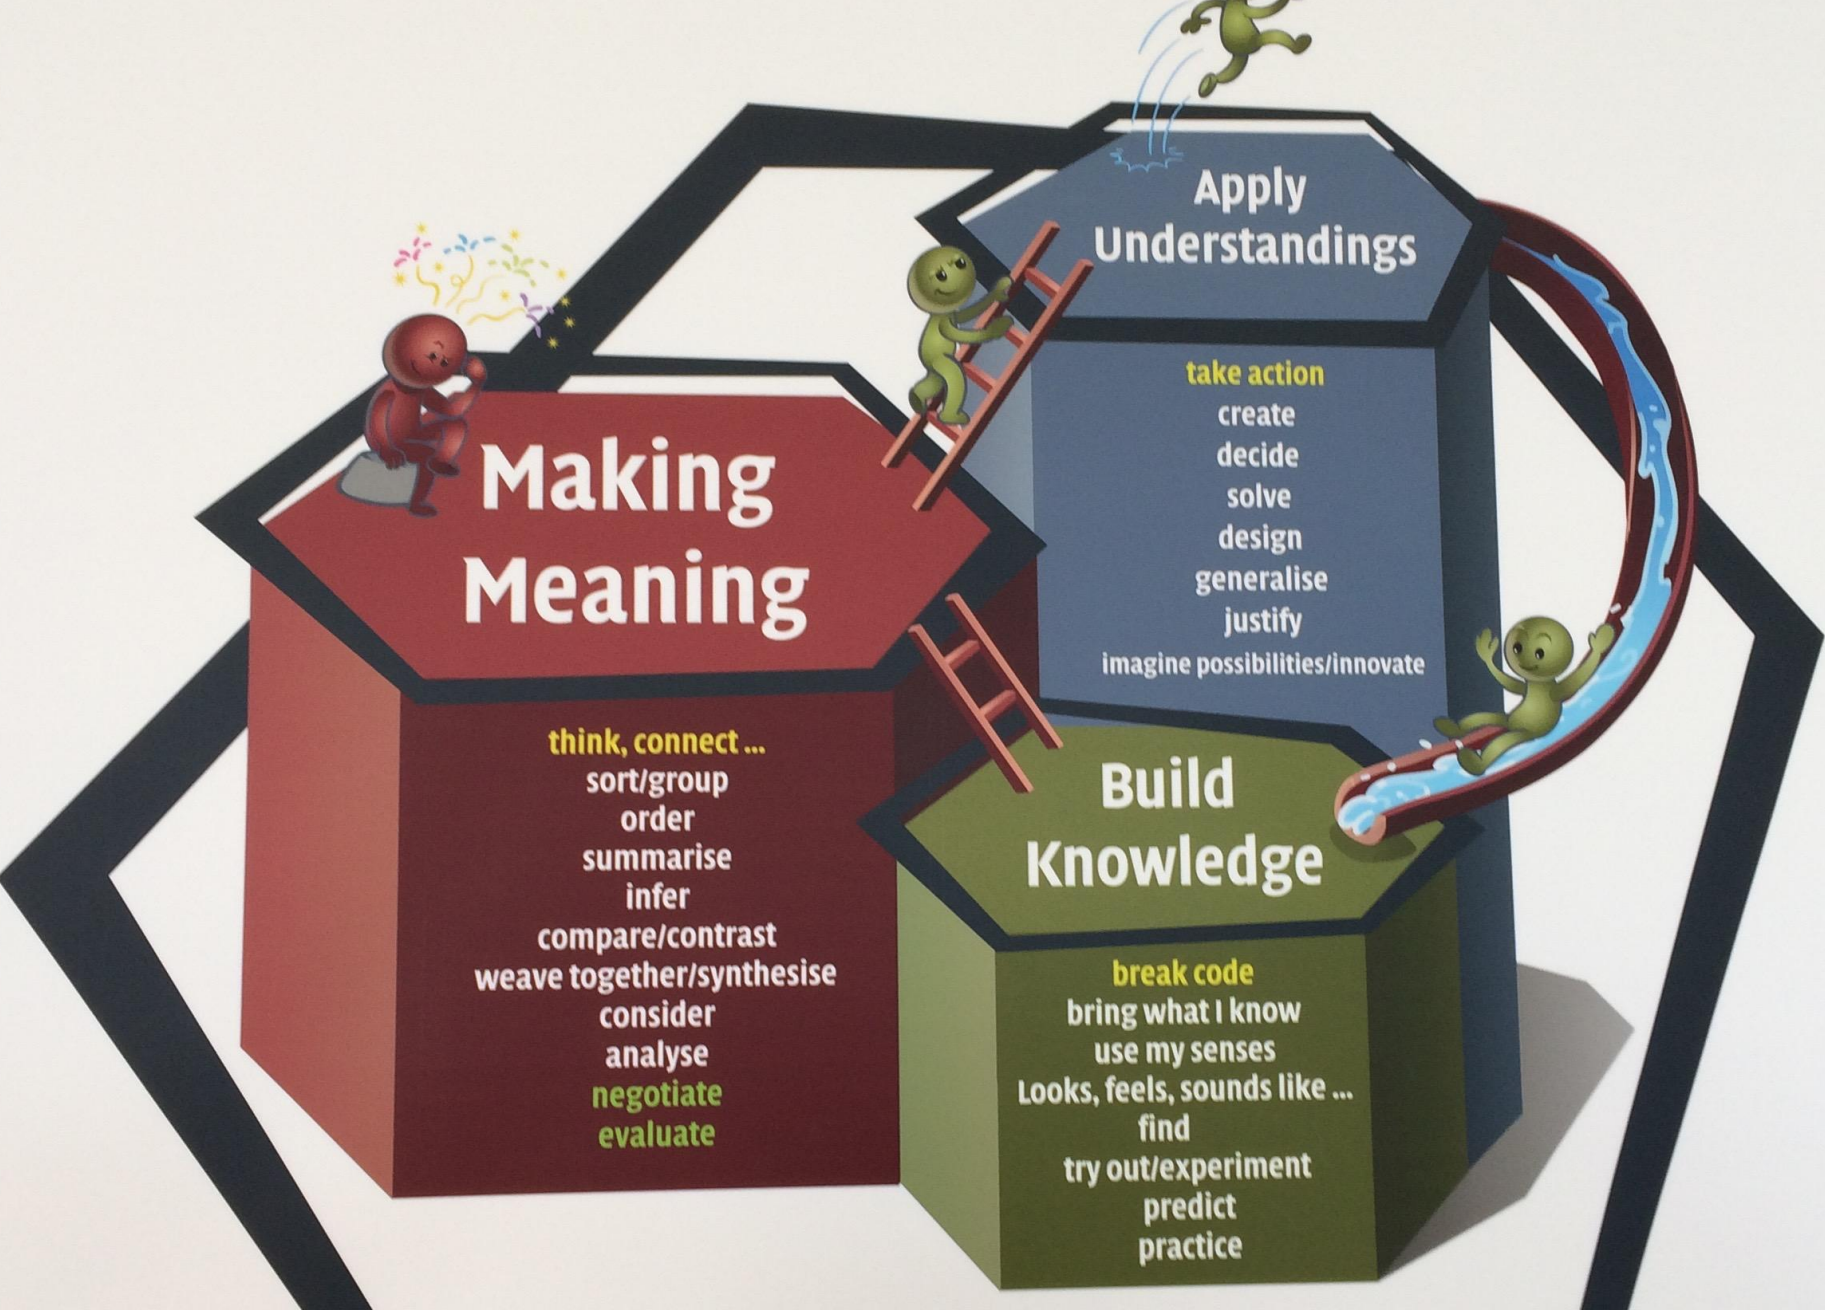 Apply
Understandings
take action
create
decide
solve
design
generalise
justify
imagine possibilities/innovate
Making
Meaning
think, connect ...
sort/group
order
summarise
infer
compare/contrast
weave together/synthesise
consider
analyse
negotiate
evaluate
Build
Knowledge
break code
bring what I know
use my senses
Looks, feels, sounds like ...
find
try out/experiment
predict
practice